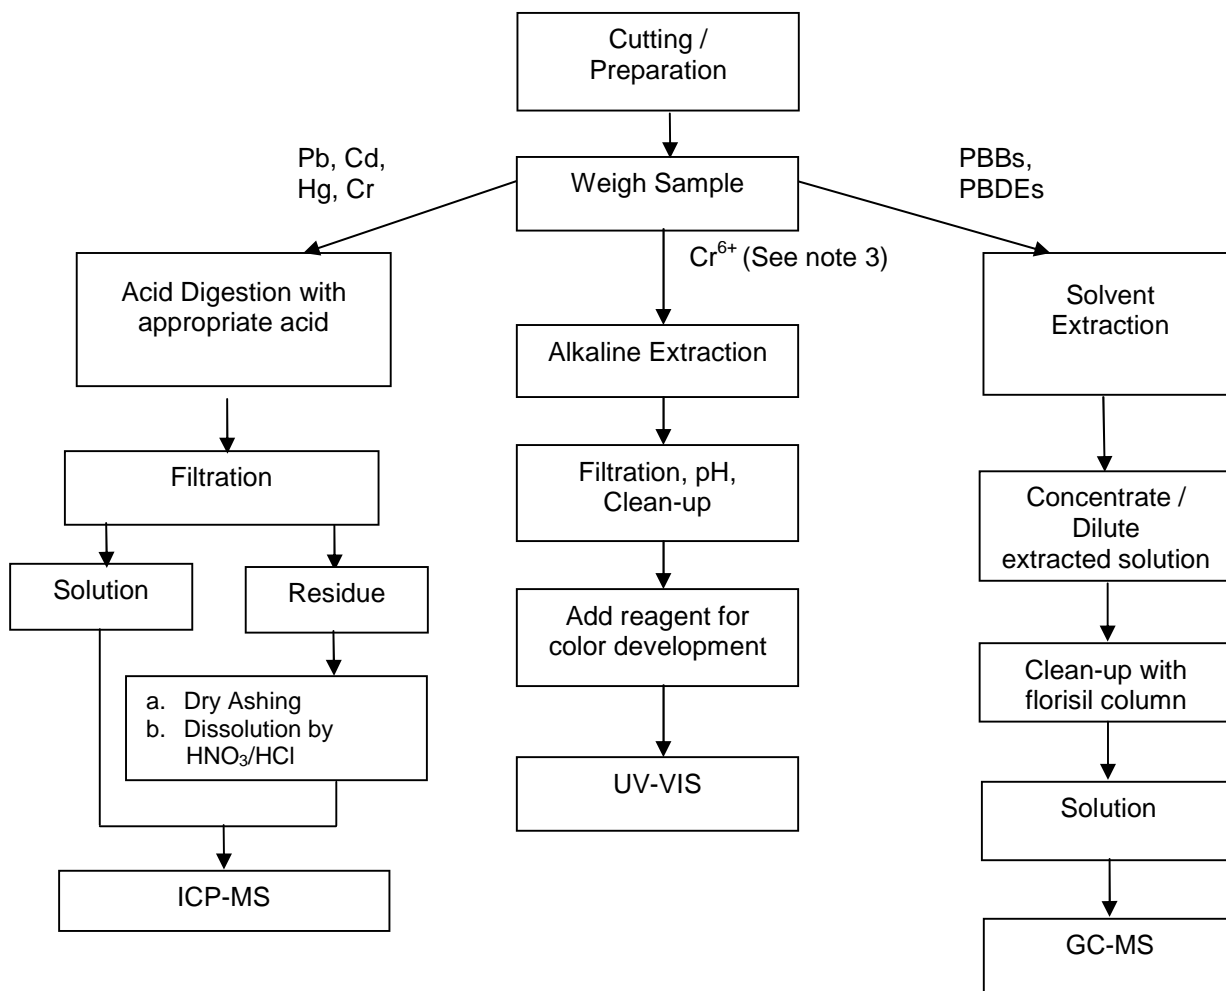 Cutting /
Preparation
Pb, Cd,
Hg, Cr
Weigh Sample
PBBs,
PBDEs
Cr⁶⁺ (See note 3)
Acid Digestion with
appropriate acid
Alkaline Extraction
Solvent
Extraction
Filtration
Filtration, pH,
Clean-up
Concentrate /
Dilute
extracted solution
Solution
Residue
Add reagent for
color development
a. Dry Ashing
b. Dissolution by
HNO₃/HCl
Clean-up with
florisil column
UV-VIS
Solution
ICP-MS
GC-MS